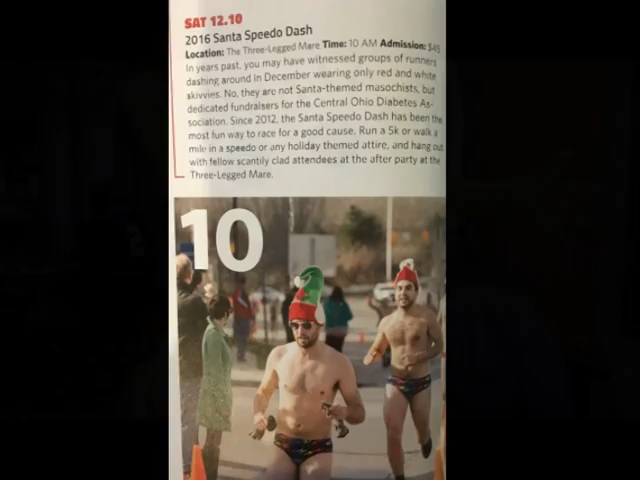 SAT 12.10
2016 Santa Speedo Dash
Location: The Three-Legged Mare Time: 10 AM Admission: $45
In years past, you may have witnessed groups of runners
dashing around in December wearing only red and white
skivvies. No, they are not Santa-themed masochists, but
dedicated fundraisers for the Central Ohio Diabetes As-
sociation. Since 2012, the Santa Speedo Dash has been the
most fun way to race for a good cause. Run a 5k or walk a
mile in a speedo or any holiday themed attire, and hang out
with fellow scantily clad attendees at the after party at the
Three-Legged Mare.
10